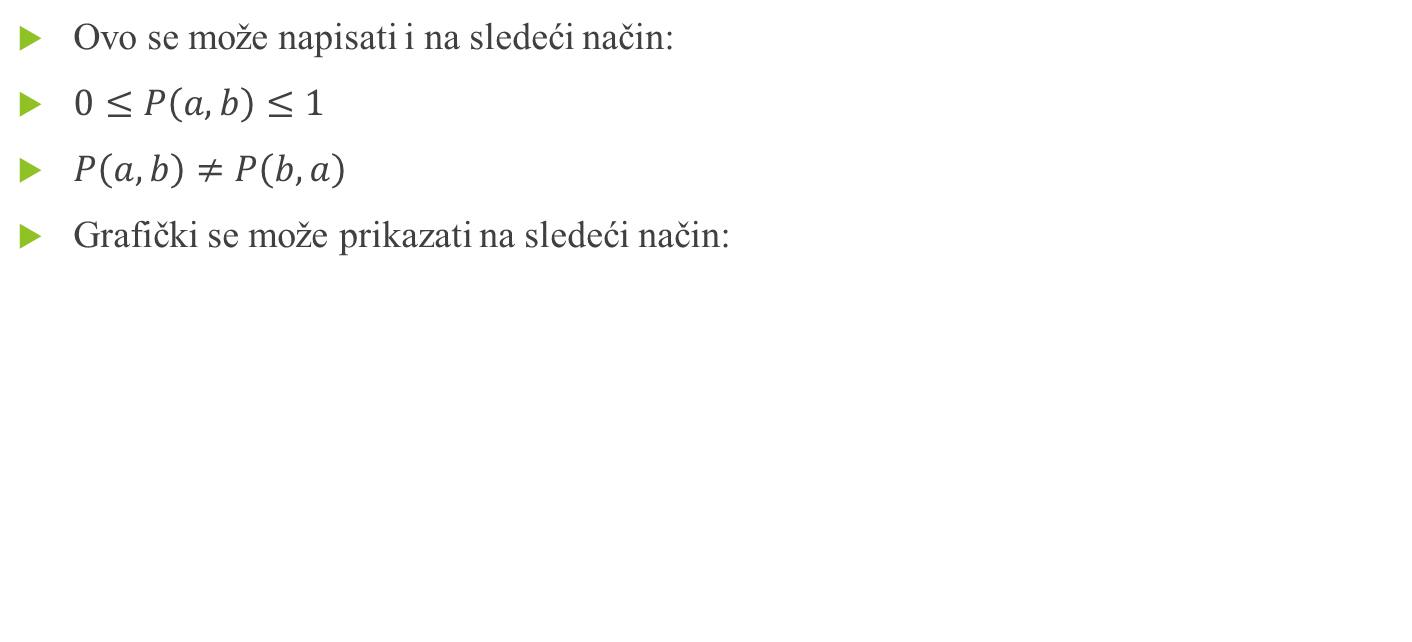 Ovo se može napisati i na sledeći način:
0 ≤ P(a, b) ≤ 1
P(a, b) ≠ P(b, a)
Grafički se može prikazati na sledeći način: